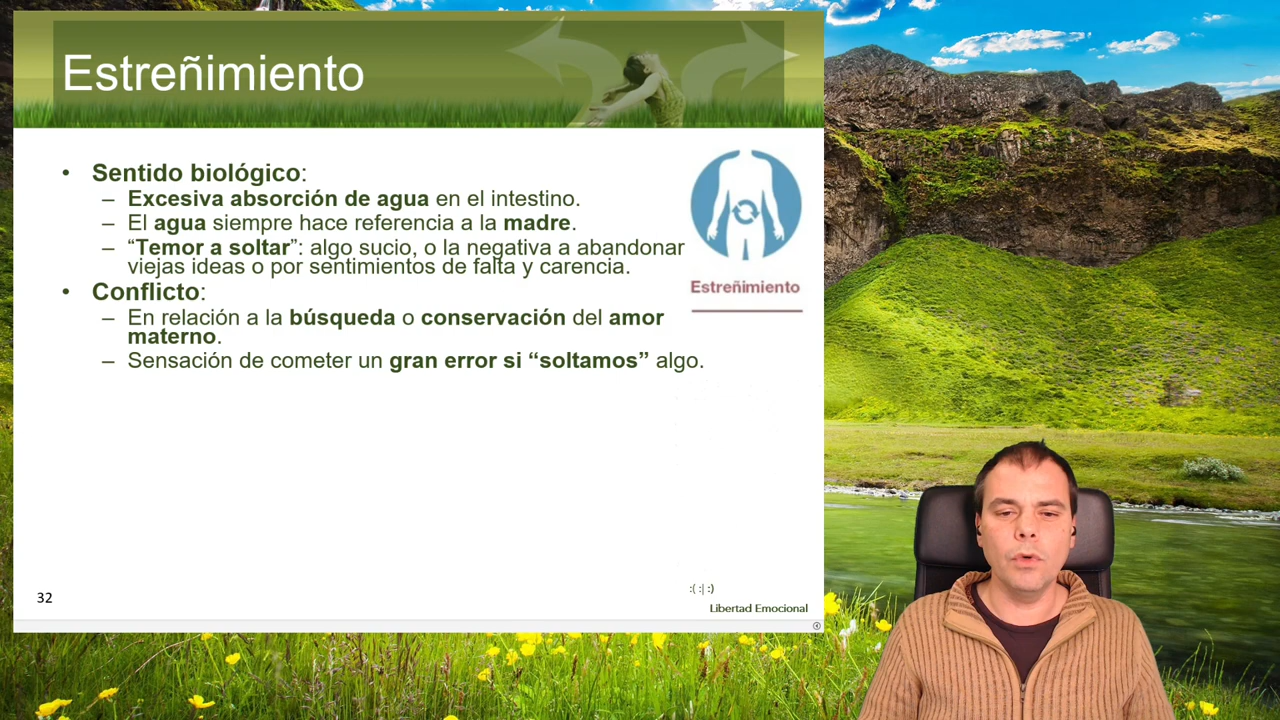 Estreñimiento
• Sentido biológico:
– Excesiva absorción de agua en el intestino.
– El agua siempre hace referencia a la madre.
– “Temor a soltar”: algo sucio, o la negativa a abandonar
viejas ideas o por sentimientos de falta y carencia.
• Conflicto:
– En relación a la búsqueda o conservación del amor
materno.
– Sensación de cometer un gran error si “soltamos” algo.
Estreñimiento
32
:( :| :)
Libertad Emocional